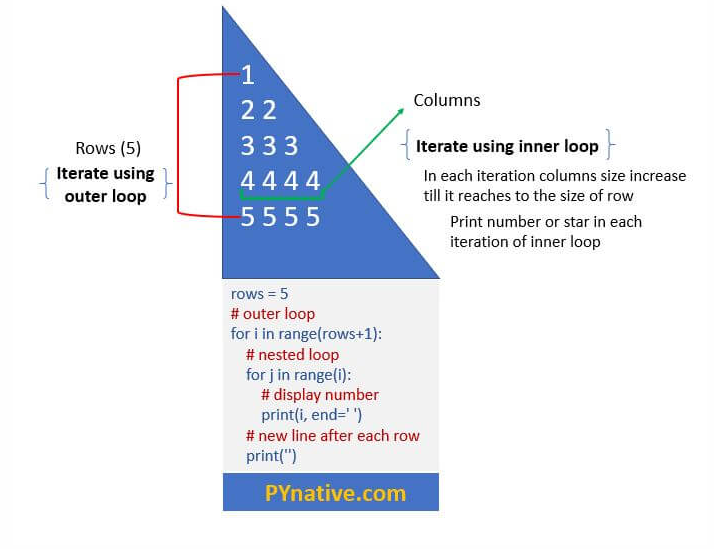 1
2 2
3 3 3
4 4 4 4
5 5 5 5
Rows (5)
Iterate using
outer loop
Columns
Iterate using inner loop
In each iteration columns size increase
till it reaches to the size of row
Print number or star in each
iteration of inner loop
rows = 5
# outer loop
for i in range(rows+1):
# nested loop
for j in range(i):
# display number
print(i, end=' ')
# new line after each row
print('')
PYnative.com